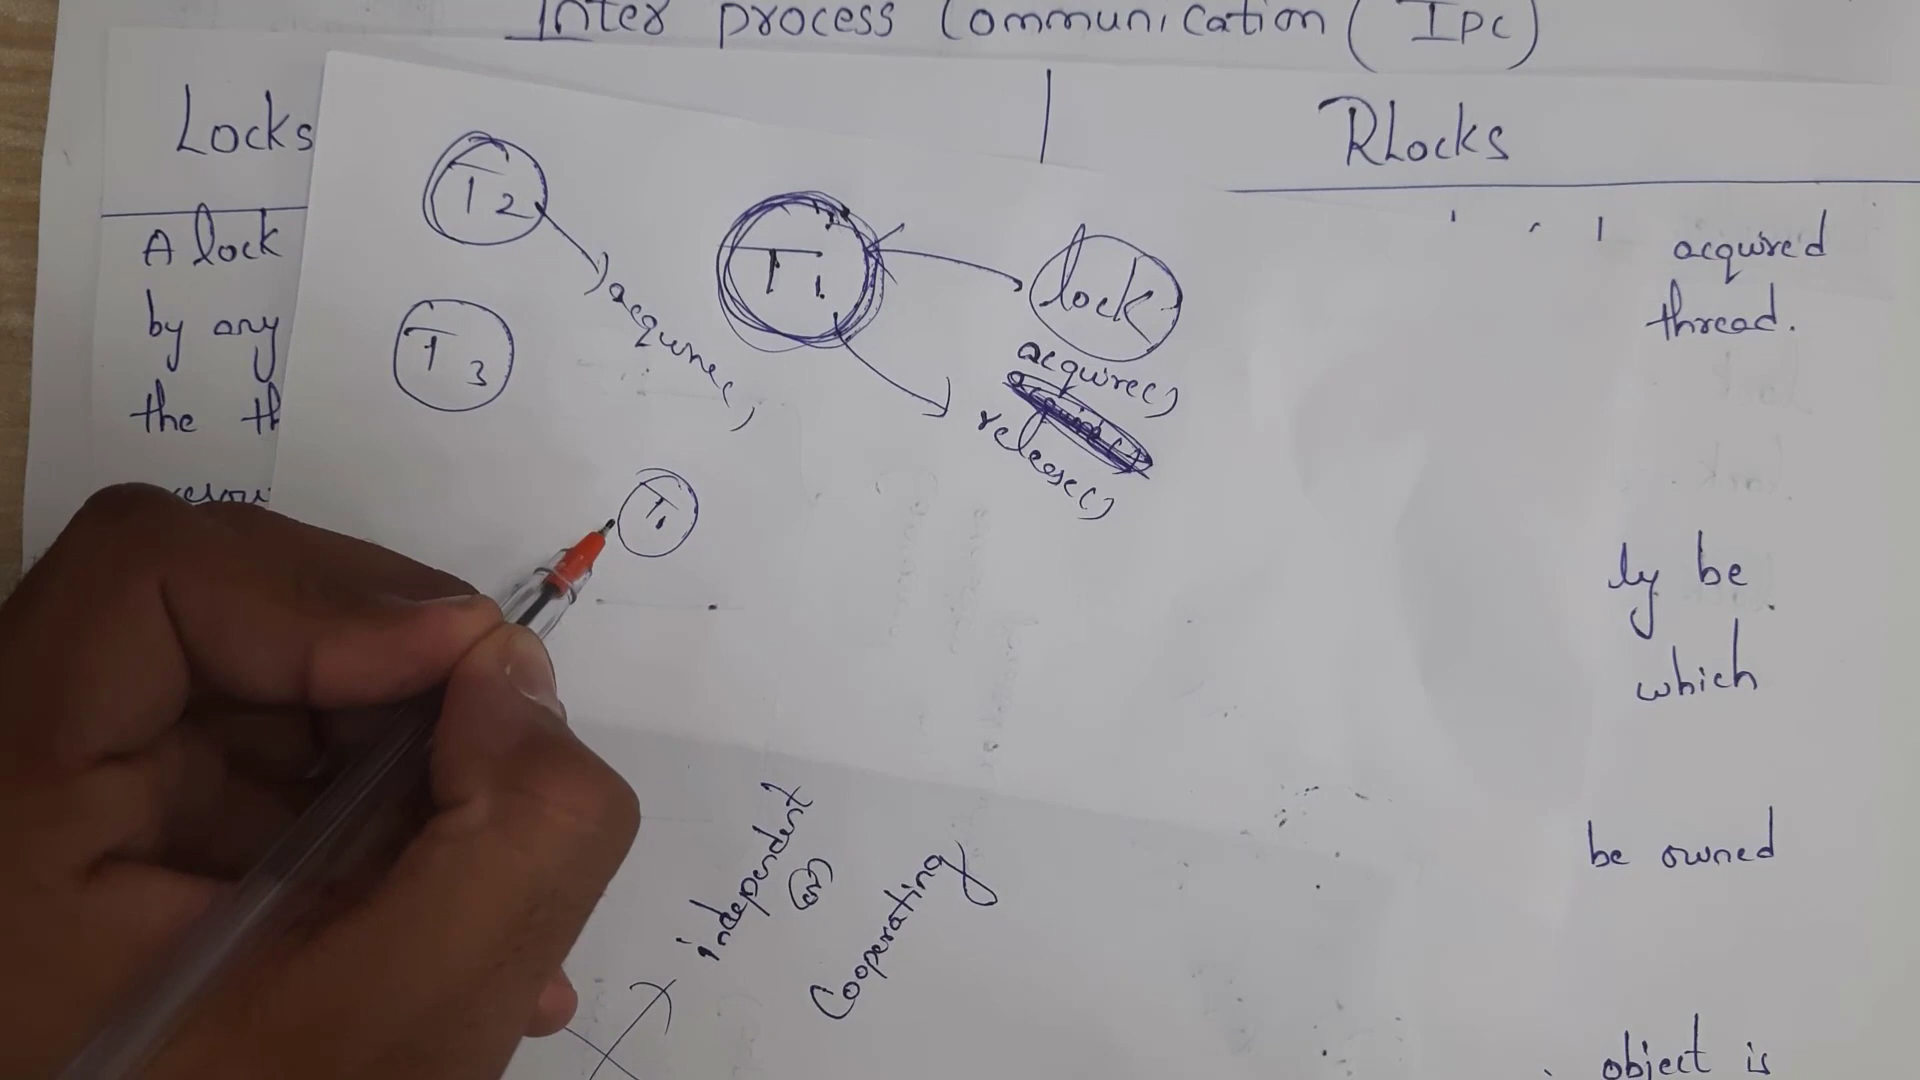 Inter process Communication (IPC)
Locks
RLocks
A lock
by any
the th
acquired
thread.
T2
T3
T1
lock
acquire()
acquire()
release()
T1
ly be
which
be owned
object is
independent
(or)
Cooperating